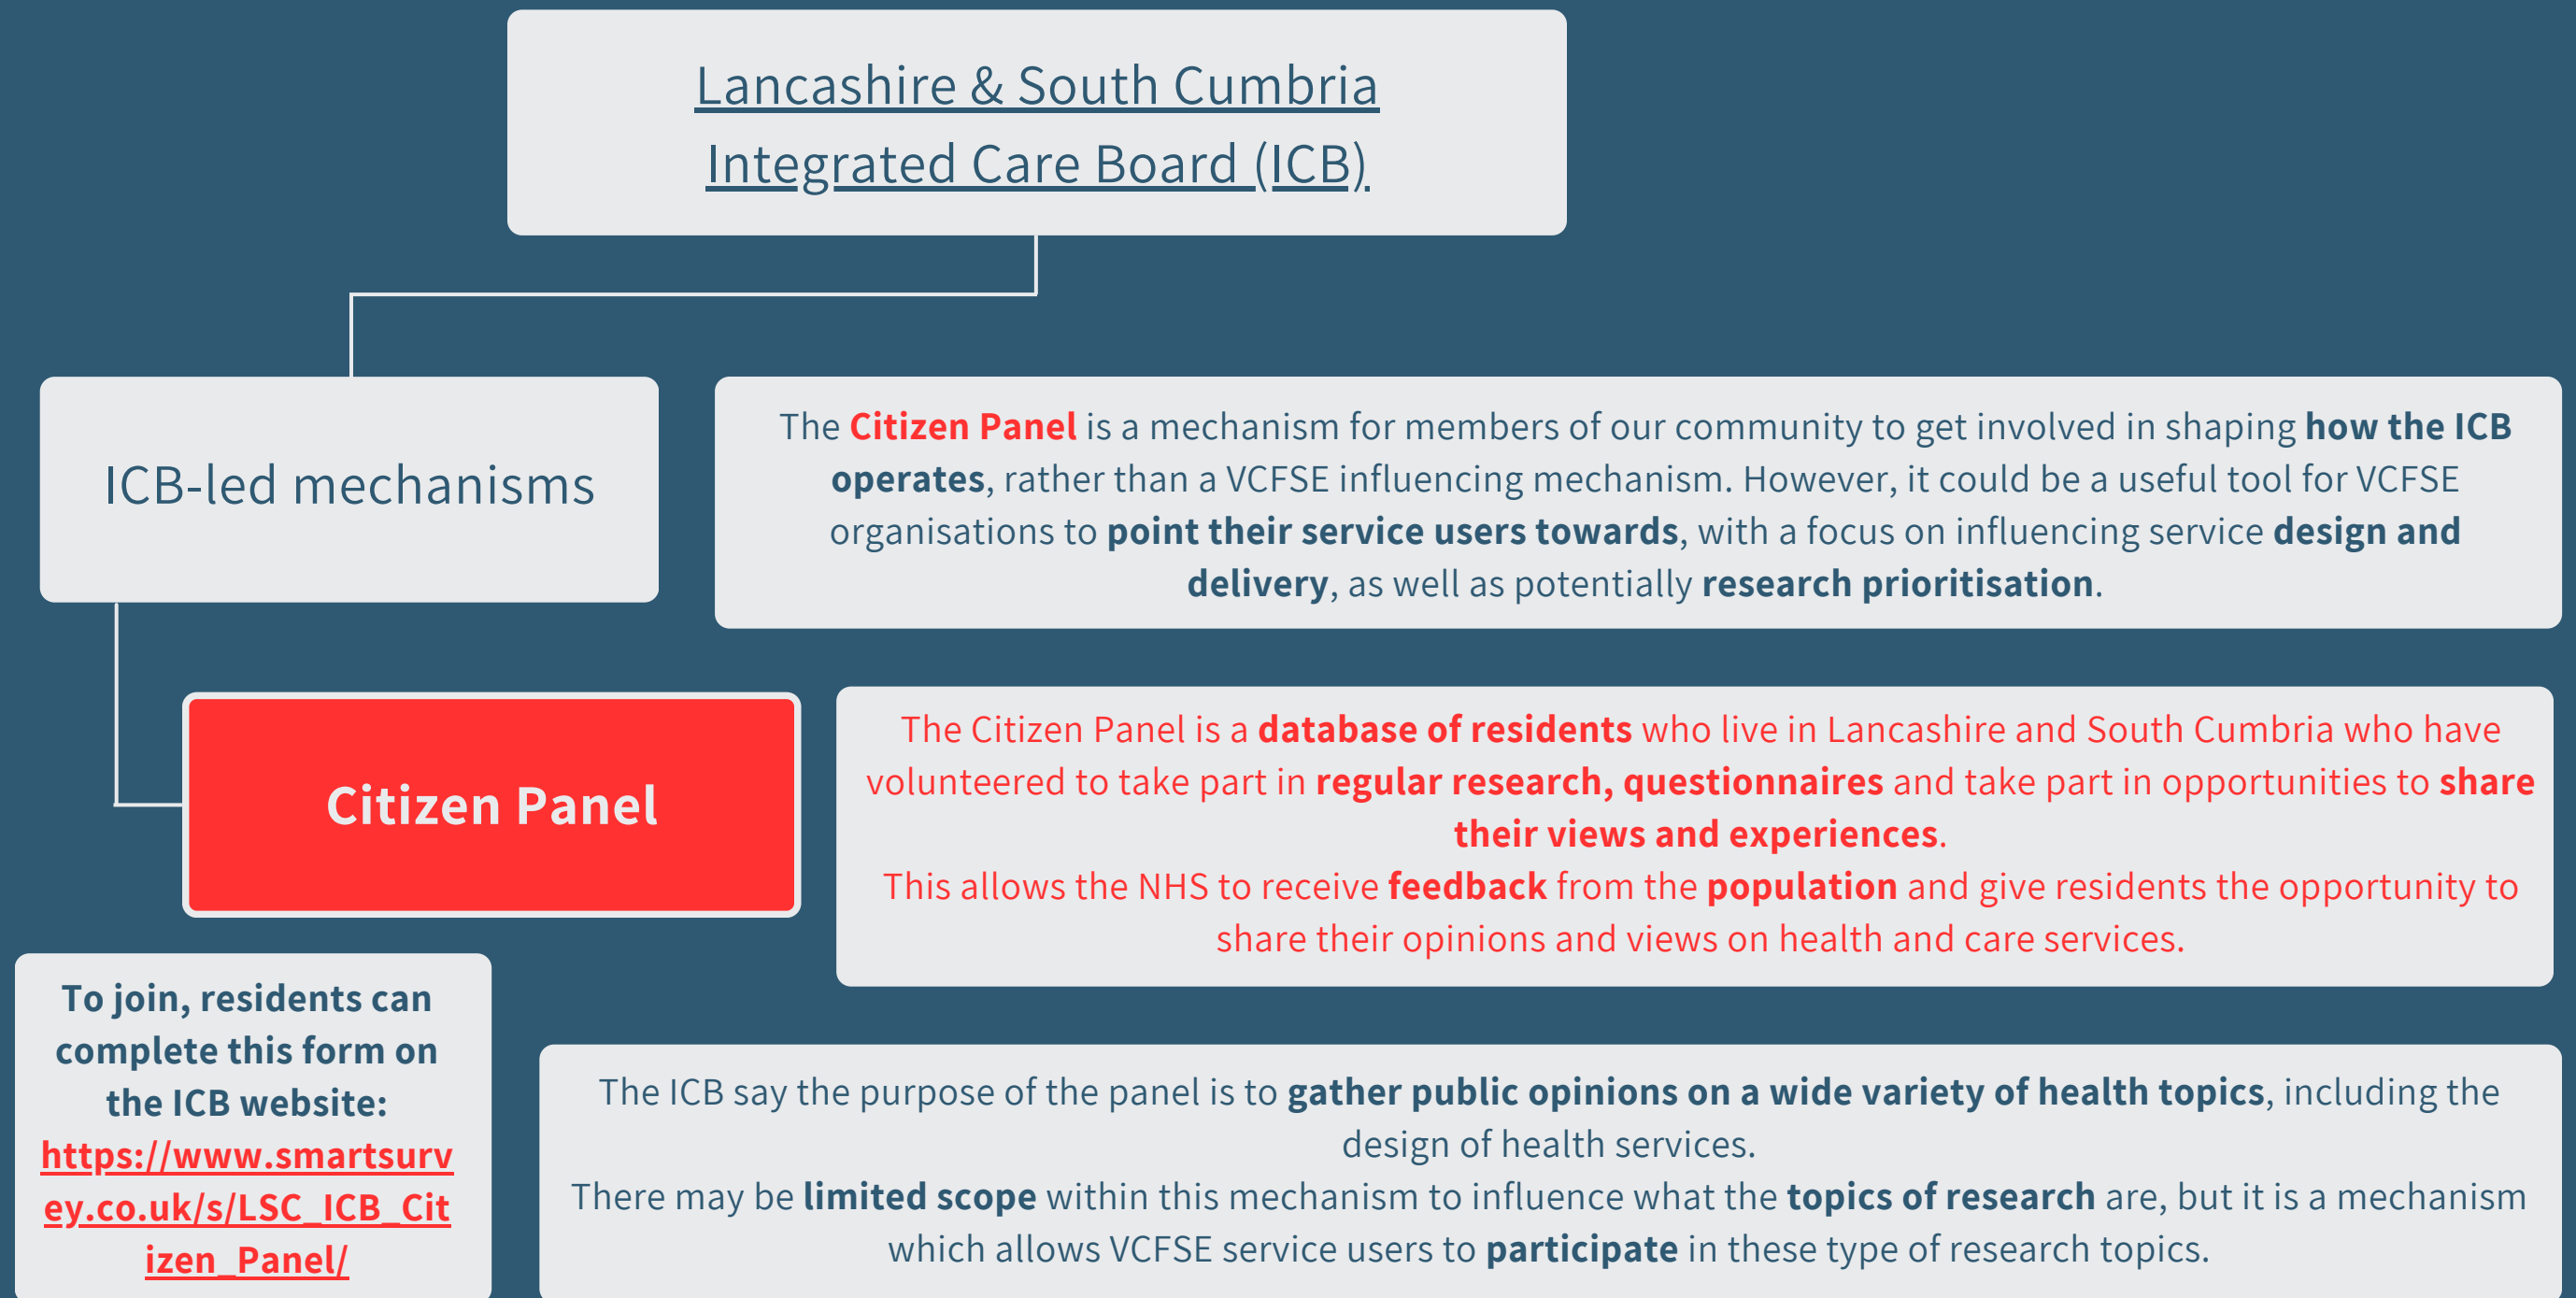 Lancashire & South Cumbria
Integrated Care Board (ICB).
ICB-led mechanisms
The Citizen Panel is a mechanism for members of our community to get involved in shaping how the ICB
operates, rather than a VCFSE influencing mechanism. However, it could be a useful tool for VCFSE
organisations to point their service users towards, with a focus on influencing service design and
delivery, as well as potentially research prioritisation.
Citizen Panel
The Citizen Panel is a database of residents who live in Lancashire and South Cumbria who have
volunteered to take part in regular research, questionnaires and take part in opportunities to share
their views and experiences.
This allows the NHS to receive feedback from the population and give residents the opportunity to
share their opinions and views on health and care services.
To join, residents can
complete this form on
the ICB website:
https://www.smartsurv
ey.co.uk/s/LSC_ICB_Cit
izen_Panel/
The ICB say the purpose of the panel is to gather public opinions on a wide variety of health topics, including the
design of health services.
There may be limited scope within this mechanism to influence what the topics of research are, but it is a mechanism
which allows VCFSE service users to participate in these type of research topics.